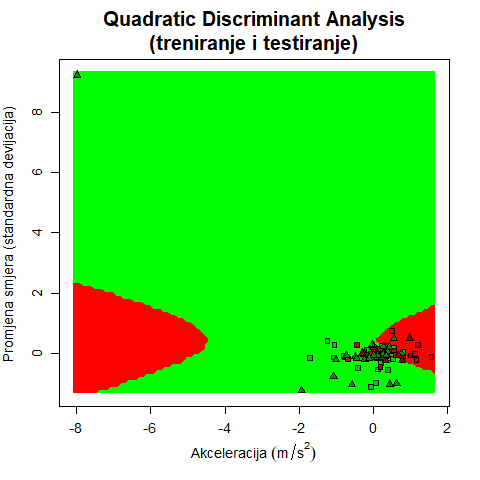 Quadratic Discriminant Analysis
(treniranje i testiranje)
Promjena smjera (standardna devijacija)
8
6
4
2
0
-8 -6 -4 -2 0 2
Akceleracija (m/s²)